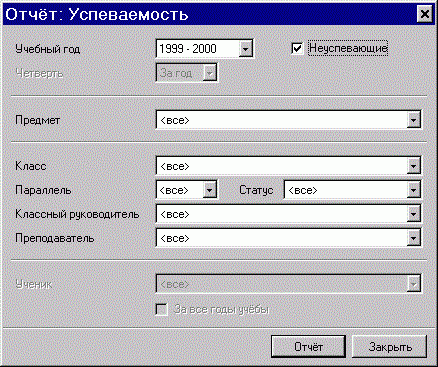 Отчёт: Успеваемость
Учебный год 1999 - 2000 Неуспевающие
Четверть За год
Предмет <все>
Класс <все>
Параллель <все> Статус <все>
Классный руководитель <все>
Преподаватель <все>
Ученик <все>
За все годы учёбы
Отчёт Закрыть